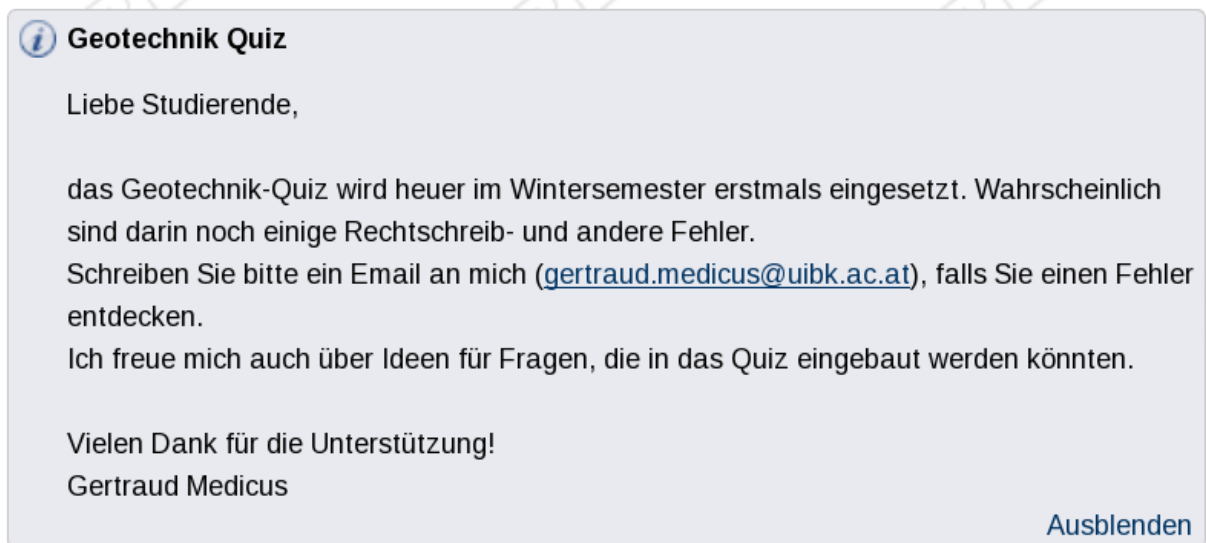 Geotechnik Quiz
Liebe Studierende,
das Geotechnik-Quiz wird heuer im Wintersemester erstmals eingesetzt. Wahrscheinlich
sind darin noch einige Rechtschreib- und andere Fehler.
Schreiben Sie bitte ein Email an mich (gertraud.medicus@uibk.ac.at), falls Sie einen Fehler
entdecken.
Ich freue mich auch über Ideen für Fragen, die in das Quiz eingebaut werden könnten.
Vielen Dank für die Unterstützung!
Gertraud Medicus
Ausblenden